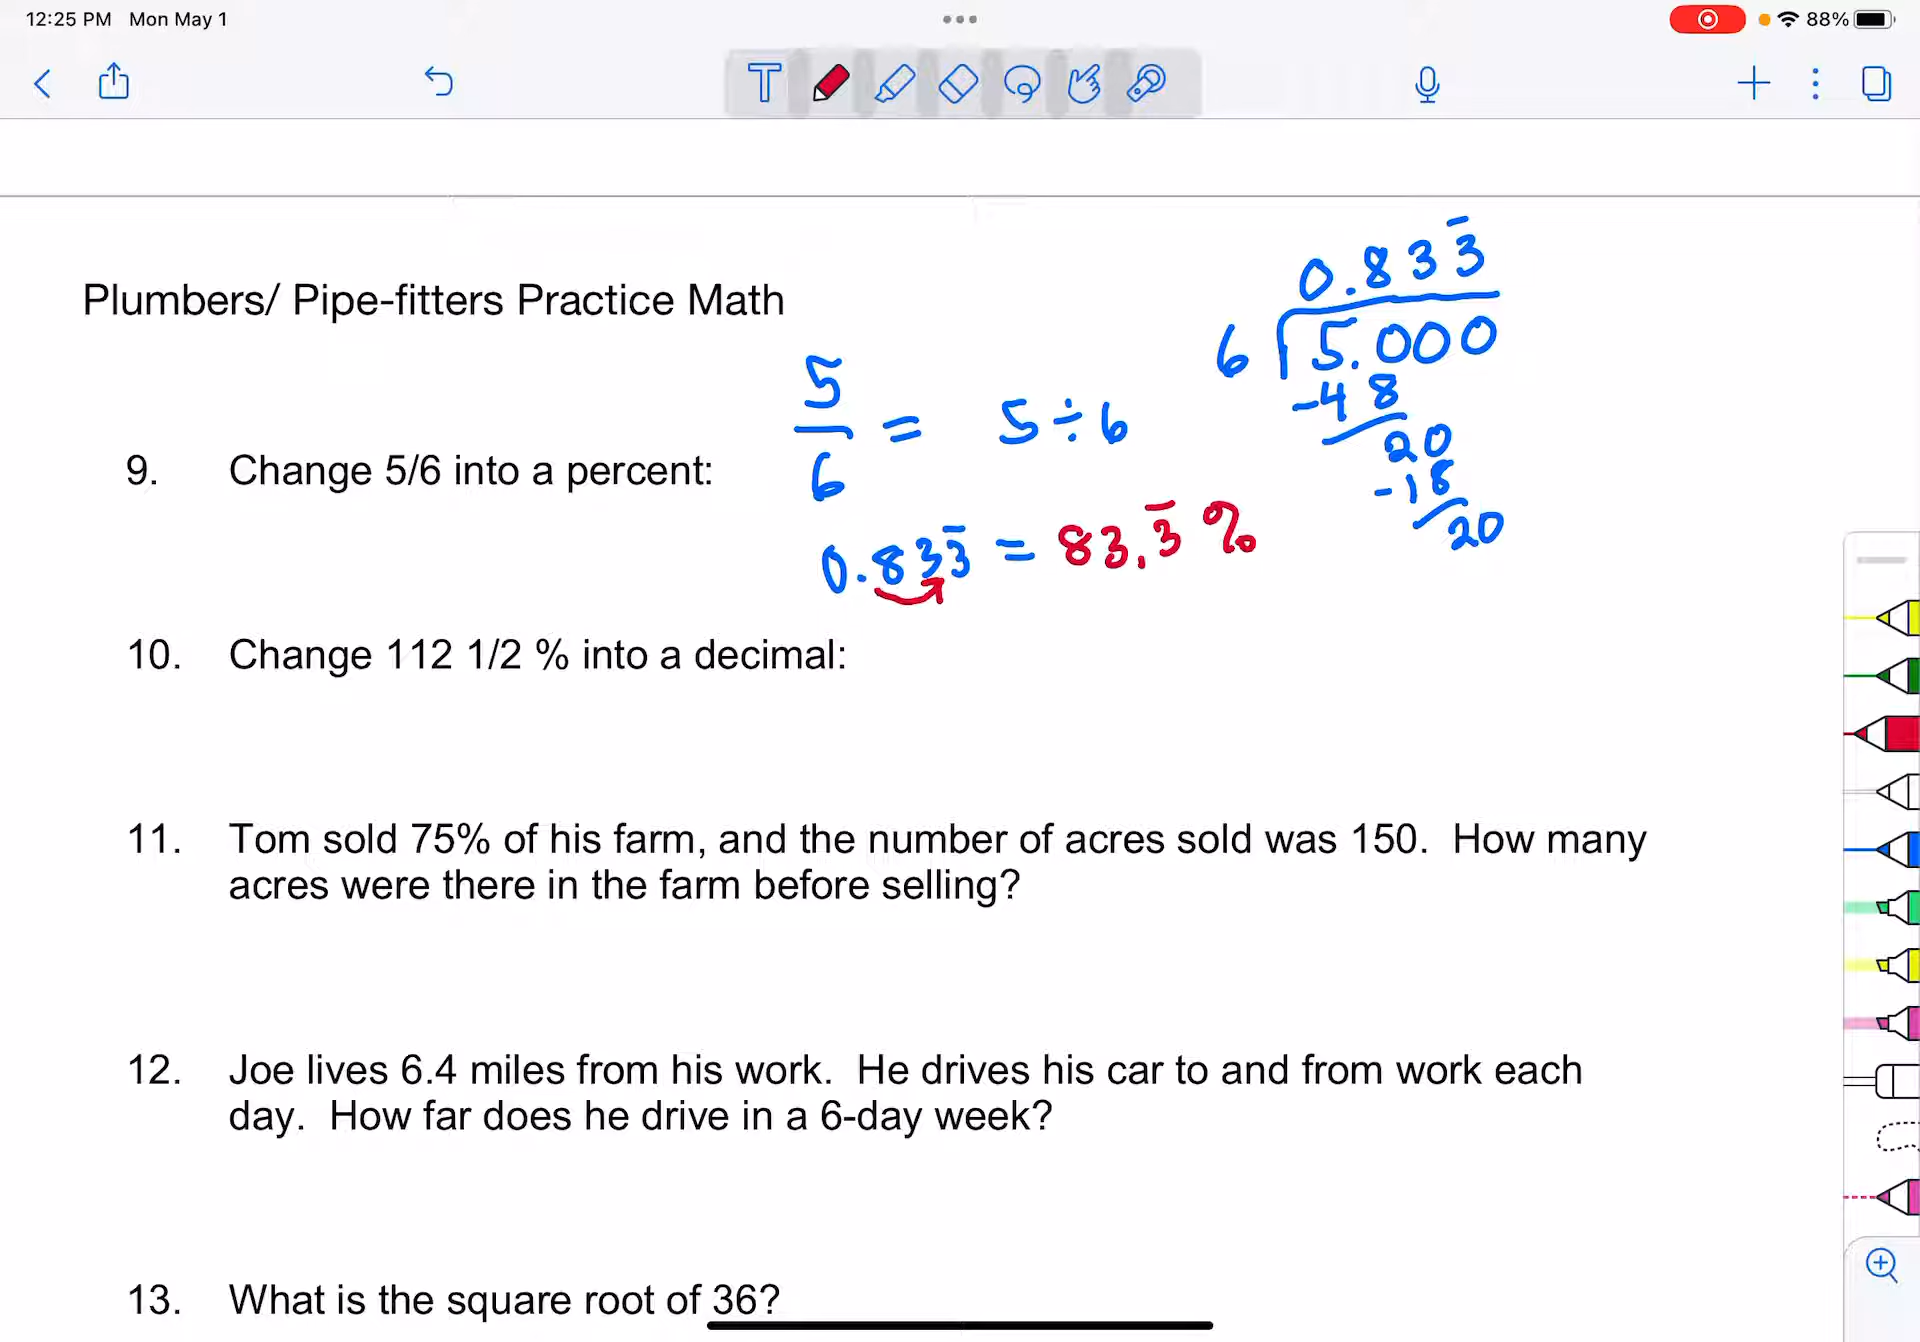 12:25 PM Mon May 1
88%
T
Plumbers/ Pipe-fitters Practice Math
0.833̅
6 5.000
-48
20
-18
20
5/6 = 5÷6
9. Change 5/6 into a percent:
0.833̅ = 83.3̅ %
10. Change 112 1/2 % into a decimal:
11. Tom sold 75% of his farm, and the number of acres sold was 150. How many
acres were there in the farm before selling?
12. Joe lives 6.4 miles from his work. He drives his car to and from work each
day. How far does he drive in a 6-day week?
13. What is the square root of 36?